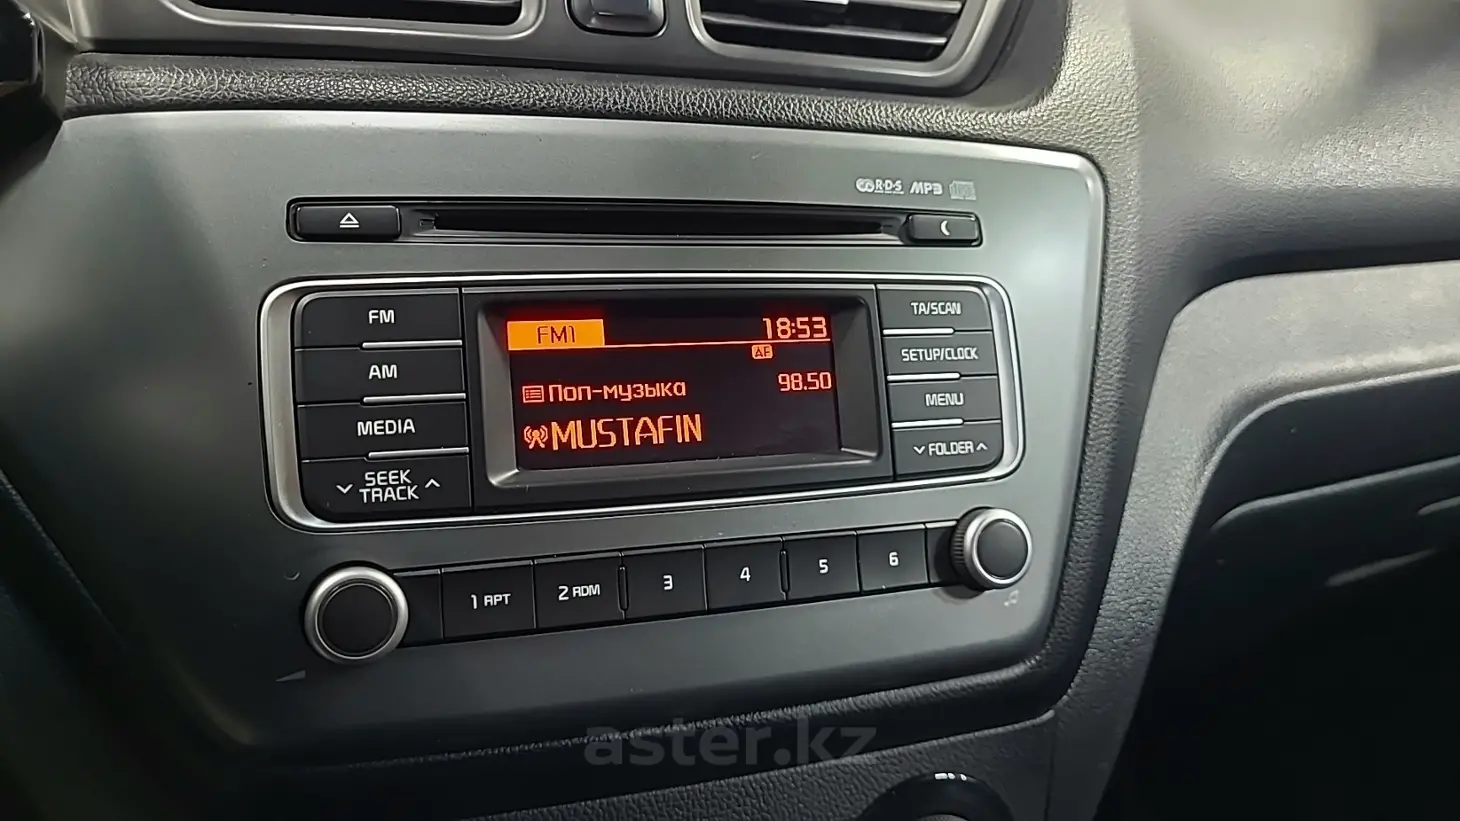 R·D·S MP3
FM
AM
MEDIA
SEEK
TRACK
FM1 18:53
AF
Поп-музыка 98.50
MUSTAFIN
TA/SCAN
SETUP/CLOCK
MENU
FOLDER
1 RPT 2 RDM 3 4 5 6
aster.kz